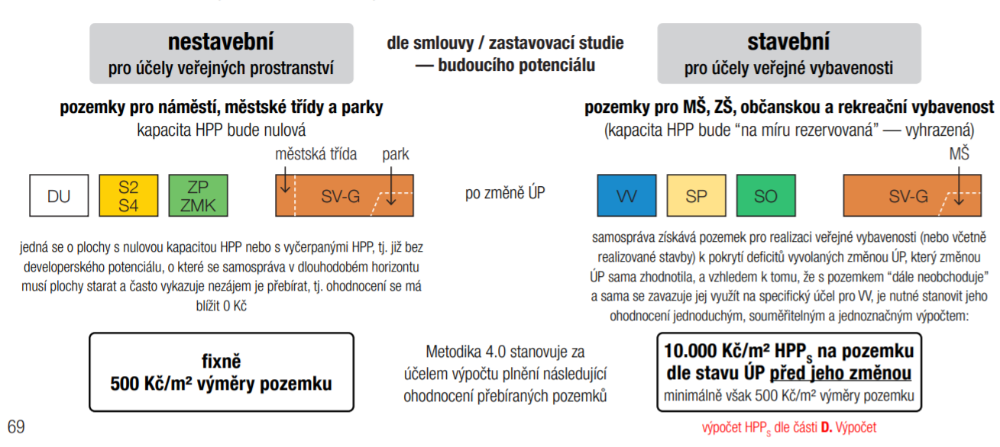 nestavební
pro účely veřejných prostranství
dle smlouvy / zastavovací studie
— budoucího potenciálu
stavební
pro účely veřejné vybavenosti
pozemky pro náměstí, městské třídy a parky
kapacita HPP bude nulová
pozemky pro MŠ, ZŠ, občanskou a rekreační vybavenost
(kapacita HPP bude “na míru rezervovaná” — vyhrazená)
městská třída
park
MŠ
DU
S2
S4
ZP
ZMK
SV-G
po změně ÚP
VV
SP
SO
SV-G
jedná se o plochy s nulovou kapacitou HPP nebo s vyčerpanými HPP, tj. již bez
developerského potenciálu, o které se samospráva v dlouhodobém horizontu
musí plochy starat a často vykazuje nezájem je přebírat, tj. ohodnocení se má
blížit 0 Kč
samospráva získává pozemek pro realizaci veřejné vybavenosti (nebo včetně
realizované stavby) k pokrytí deficitů vyvolaných změnou ÚP, který změnou
ÚP sama zhodnotila, a vzhledem k tomu, že s pozemkem “dále neobchoduje”
a sama se zavazuje jej využít na specifický účel pro VV, je nutné stanovit jeho
ohodnocení jednoduchým, souměřitelným a jednoznačným výpočtem:
fixně
500 Kč/m² výměry pozemku
Metodika 4.0 stanovuje za
účelem výpočtu plnění následující
ohodnocení přebíraných pozemků
10.000 Kč/m² HPPₛ na pozemku
dle stavu ÚP před jeho změnou
minimálně však 500 Kč/m² výměry pozemku
69
výpočet HPPₛ dle části D. Výpočet